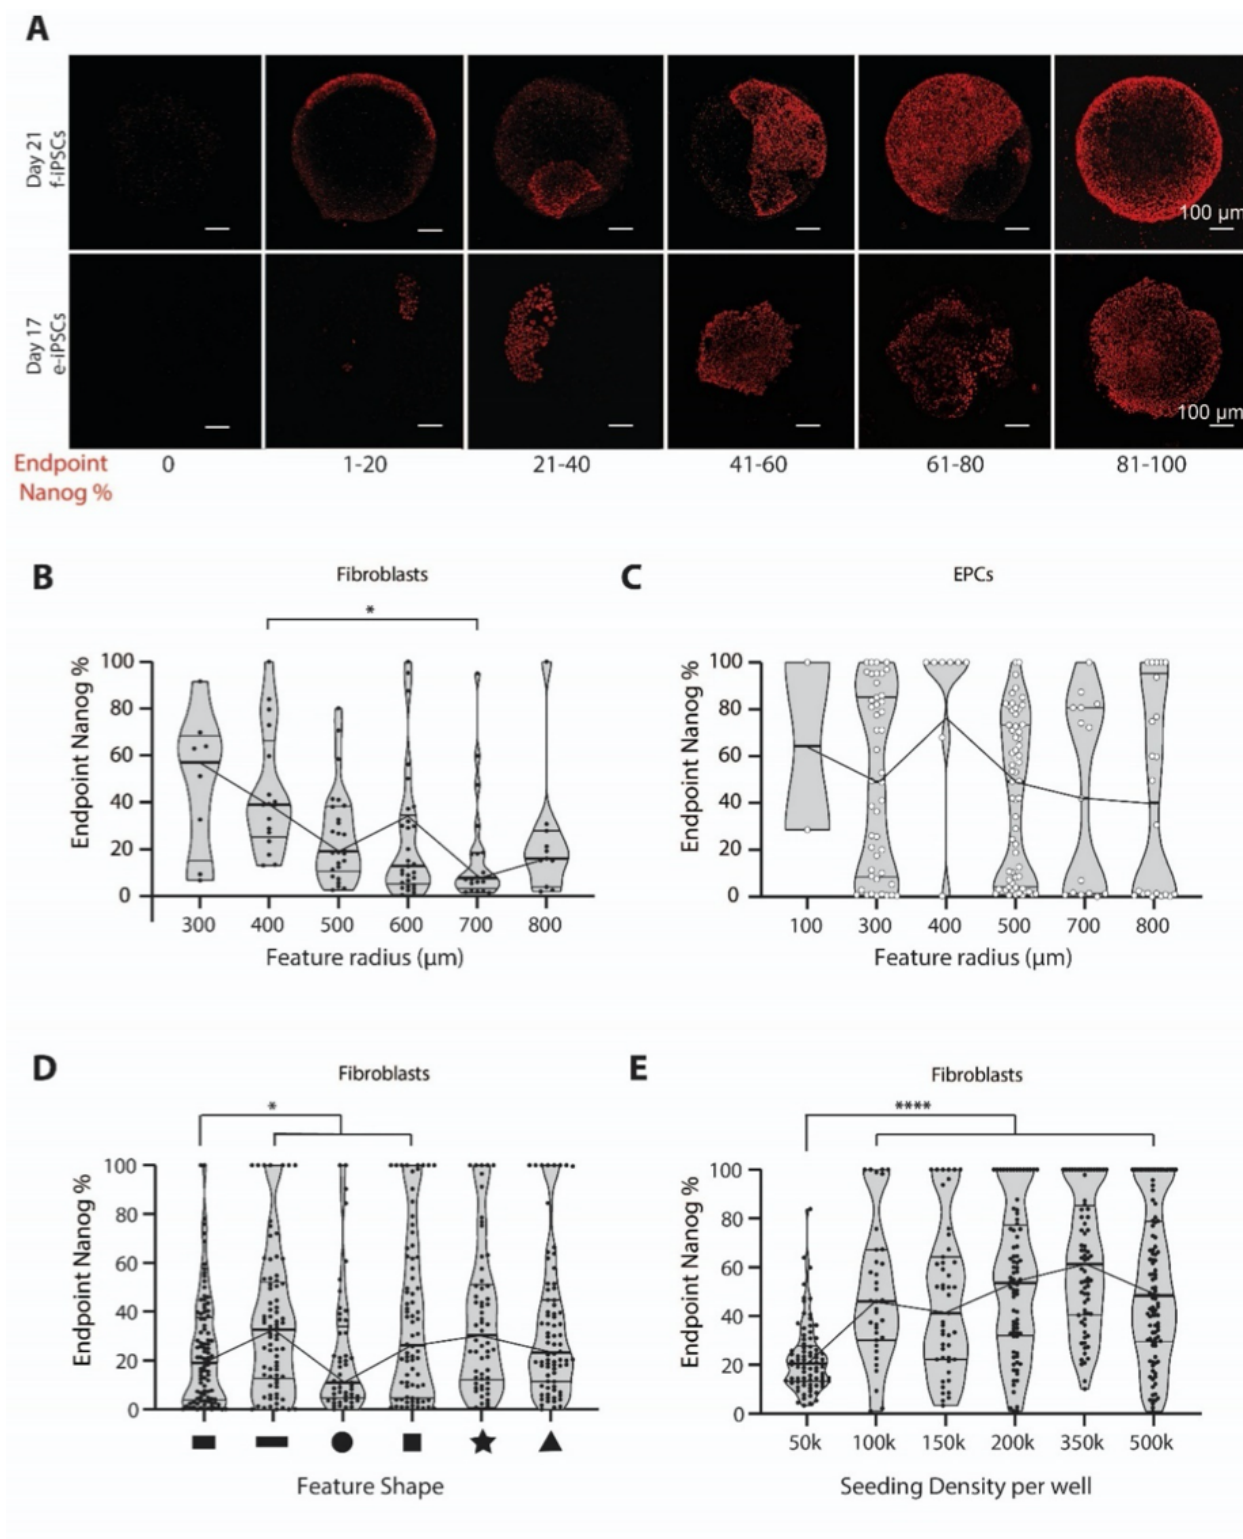 A
Day 21
f-iPSCs
100 μm
Day 17
e-iPSCs
100 μm
Endpoint
Nanog %
0 1-20 21-40 41-60 61-80 81-100
B
Fibroblasts
*
Endpoint Nanog %
100
80
60
40
20
0
300 400 500 600 700 800
Feature radius (μm)
C
EPCs
Endpoint Nanog %
100
80
60
40
20
0
100 300 400 500 700 800
Feature radius (μm)
D
Fibroblasts
*
Endpoint Nanog %
100
80
60
40
20
0
Feature Shape
E
Fibroblasts
****
Endpoint Nanog %
100
80
60
40
20
0
50k 100k 150k 200k 350k 500k
Seeding Density per well